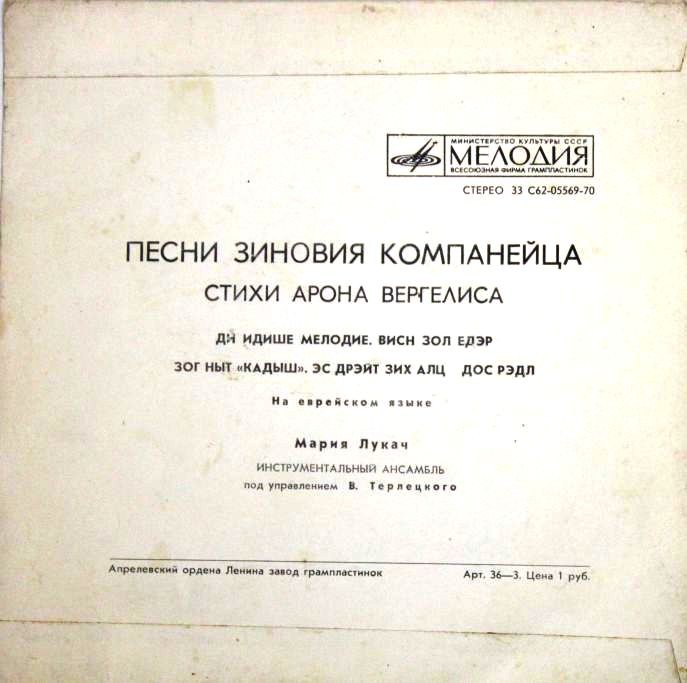 МИНИСТЕРСТВО КУЛЬТУРЫ СССР
МЕЛОДИЯ
ВСЕСОЮЗНАЯ ФИРМА ГРАМПЛАСТИНОК
СТЕРЕО 33 С62-05569-70
ПЕСНИ ЗИНОВИЯ КОМПАНЕЙЦА
СТИХИ АРОНА ВЕРГЕЛИСА
ДИ ИДИШЕ МЕЛОДИЕ. ВИСН ЗОЛ ЕДЭР
ЗОГ НЫТ «КАДЫШ». ЭС ДРЭЙТ ЗИХ АЛЦ ДОС РЭДЛ
На еврейском языке
Мария Лукач
ИНСТРУМЕНТАЛЬНЫЙ АНСАМБЛЬ
под управлением В. Терлецкого
Апрелевский ордена Ленина завод грампластинок Арт. 36—3. Цена 1 руб.